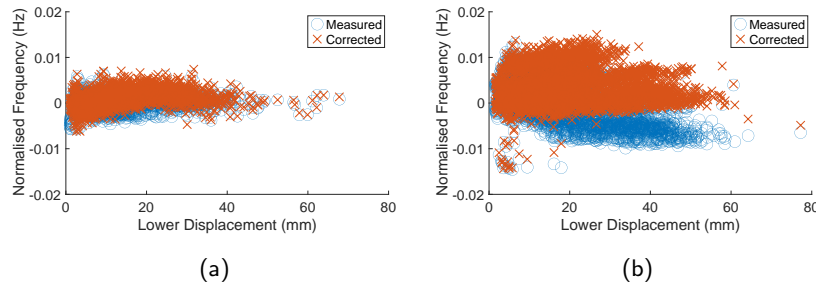 0.02
0.01
0
-0.01
-0.02
Normalised Frequency (Hz)
Measured
Corrected
0 20 40 60 80
Lower Displacement (mm)
(a)
0.02
0.01
0
-0.01
-0.02
Normalised Frequency (Hz)
Measured
Corrected
0 20 40 60 80
Lower Displacement (mm)
(b)